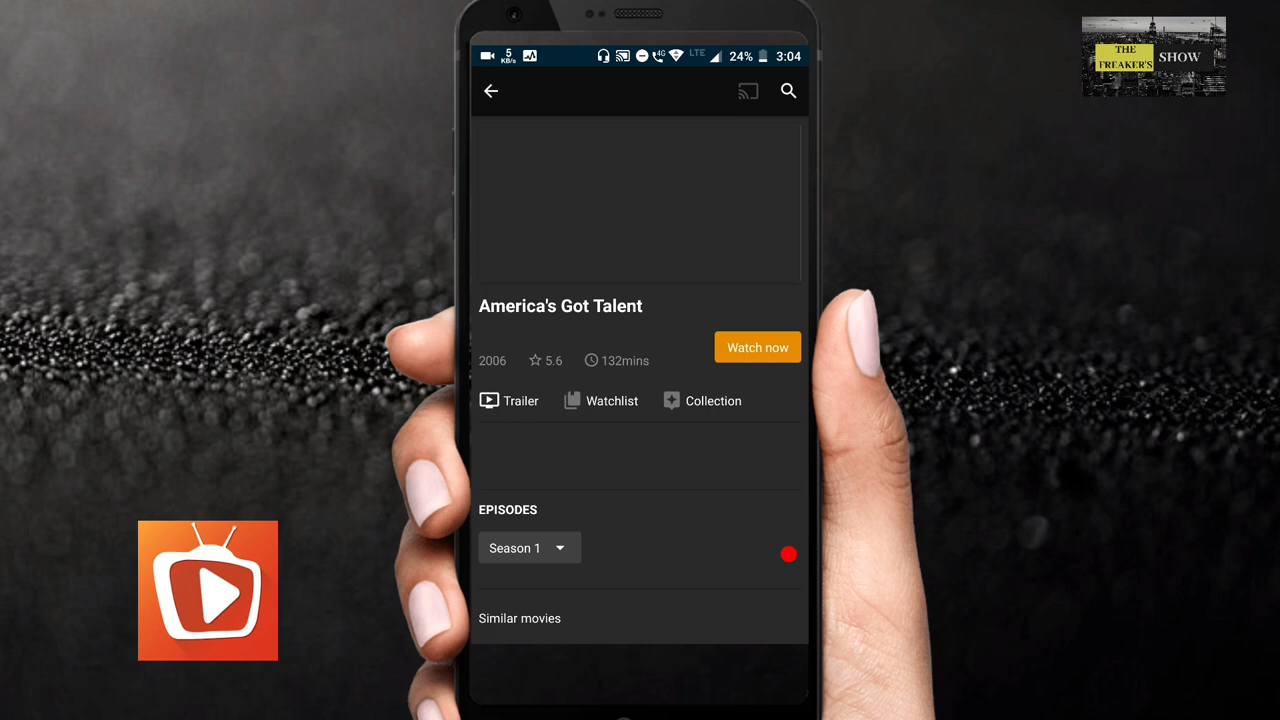 THE
FREAKER'S
SHOW
5
KB/s
4G
LTE
24%
3:04
America's Got Talent
Watch now
2006
5.6
132mins
Trailer
Watchlist
Collection
EPISODES
Season 1
Similar movies